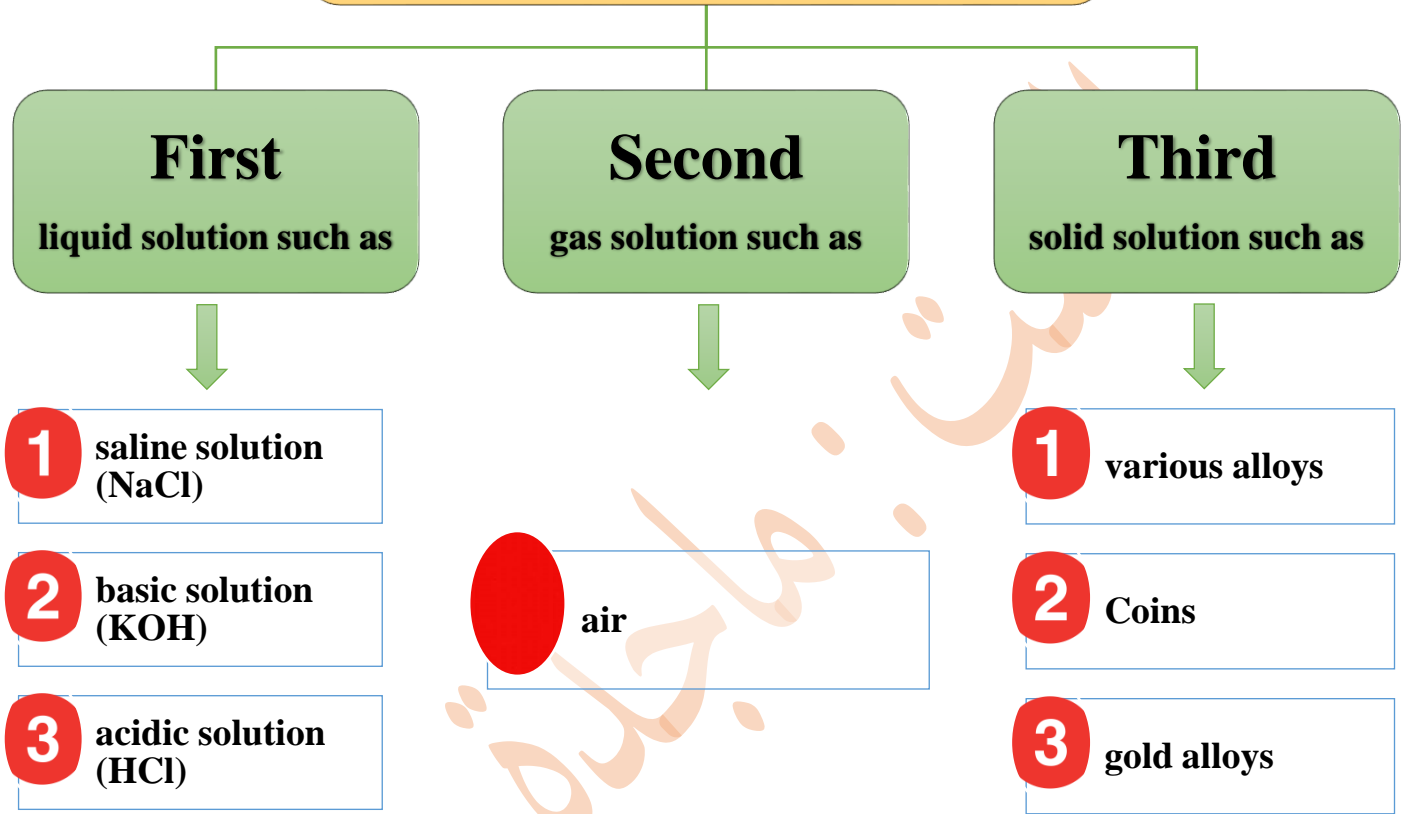 First
liquid solution such as
Second
gas solution such as
Third
solid solution such as
1
saline solution
(NaCl)
2
basic solution
(KOH)
3
acidic solution
(HCl)
air
1
various alloys
2
Coins
3
gold alloys
ماجدة